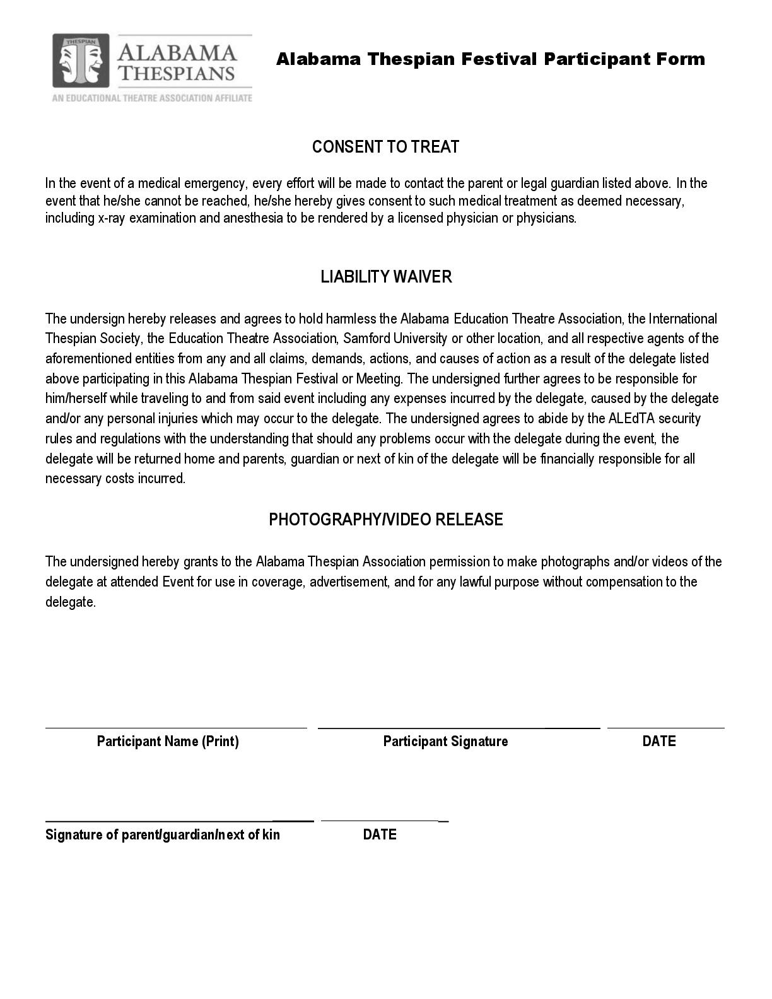 THESPIAN
ALABAMA
THESPIANS
AN EDUCATIONAL THEATRE ASSOCIATION AFFILIATE
Alabama Thespian Festival Participant Form
CONSENT TO TREAT
In the event of a medical emergency, every effort will be made to contact the parent or legal guardian listed above. In the
event that he/she cannot be reached, he/she hereby gives consent to such medical treatment as deemed necessary,
including x-ray examination and anesthesia to be rendered by a licensed physician or physicians.
LIABILITY WAIVER
The undersign hereby releases and agrees to hold harmless the Alabama Education Theatre Association, the International
Thespian Society, the Education Theatre Association, Samford University or other location, and all respective agents of the
aforementioned entities from any and all claims, demands, actions, and causes of action as a result of the delegate listed
above participating in this Alabama Thespian Festival or Meeting. The undersigned further agrees to be responsible for
him/herself while traveling to and from said event including any expenses incurred by the delegate, caused by the delegate
and/or any personal injuries which may occur to the delegate. The undersigned agrees to abide by the ALEdTA security
rules and regulations with the understanding that should any problems occur with the delegate during the event, the
delegate will be returned home and parents, guardian or next of kin of the delegate will be financially responsible for all
necessary costs incurred.
PHOTOGRAPHY/VIDEO RELEASE
The undersigned hereby grants to the Alabama Thespian Association permission to make photographs and/or videos of the
delegate at attended Event for use in coverage, advertisement, and for any lawful purpose without compensation to the
delegate.
Participant Name (Print) Participant Signature DATE
Signature of parent/guardian/next of kin DATE